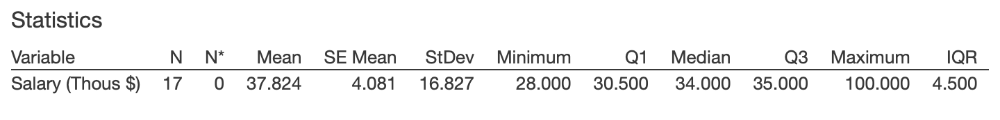 Statistics
Variable N N* Mean SE Mean StDev Minimum Q1 Median Q3 Maximum IQR
Salary (Thous $) 17 0 37.824 4.081 16.827 28.000 30.500 34.000 35.000 100.000 4.500